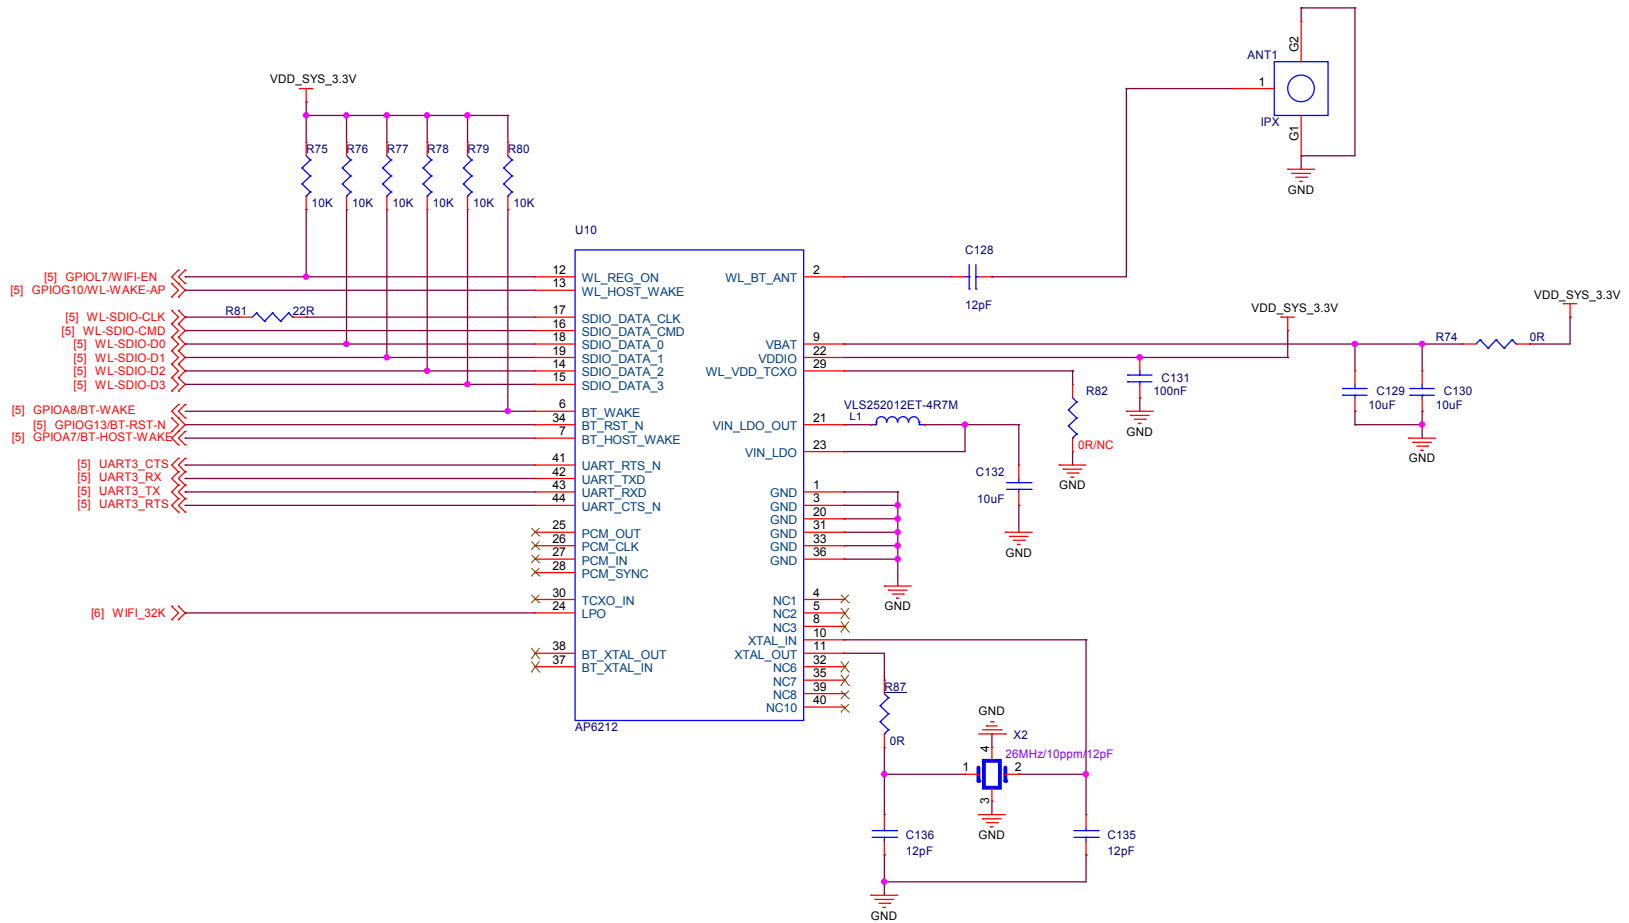 G2
ANT1
1
IPX
G1
GND
VDD_SYS_3.3V
R75 R76 R77 R78 R79 R80
10K 10K 10K 10K 10K 10K
U10
[5] GPIOL7/WIFI-EN 12 WL_REG_ON
[5] GPIOG10/WL-WAKE-AP 13 WL_HOST_WAKE
[5] WL-SDIO-CLK R81 22R 17 SDIO_DATA_CLK
[5] WL-SDIO-CMD 16 SDIO_DATA_CMD
[5] WL-SDIO-D0 18 SDIO_DATA_0
[5] WL-SDIO-D1 19 SDIO_DATA_1
[5] WL-SDIO-D2 14 SDIO_DATA_2
[5] WL-SDIO-D3 15 SDIO_DATA_3
[5] GPIOA8/BT-WAKE 6 BT_WAKE
[5] GPIOG13/BT-RST-N 34 BT_RST_N
[5] GPIOA7/BT-HOST-WAKE 7 BT_HOST_WAKE
[5] UART3_CTS 41 UART_RTS_N
[5] UART3_RX 42 UART_TXD
[5] UART3_TX 43 UART_RXD
[5] UART3_RTS 44 UART_CTS_N
25 PCM_OUT
26 PCM_CLK
27 PCM_IN
28 PCM_SYNC
30 TCXO_IN
[6] WIFI_32K 24 LPO
38 BT_XTAL_OUT
37 BT_XTAL_IN
AP6212
WL_BT_ANT 2
C128
12pF
VBAT 9
VDDIO 22
WL_VDD_TCXO 29
VIN_LDO_OUT 21
VIN_LDO 23
GND 1
GND 3
GND 20
GND 31
GND 33
GND 36
GND
NC1 4
NC2 5
NC3 8
XTAL_IN 10
XTAL_OUT 11
NC6 32
NC7 35
NC8 39
NC10 40
VDD_SYS_3.3V
VDD_SYS_3.3V
R74 0R
C131
100nF
GND
C129
10uF
C130
10uF
GND
R82
0R/NC
GND
VLS252012ET-4R7M
L1
C132
10uF
GND
R87
0R
GND
X2
26MHz/10ppm/12pF
4
1 2
3
GND
C136
12pF
C135
12pF
GND